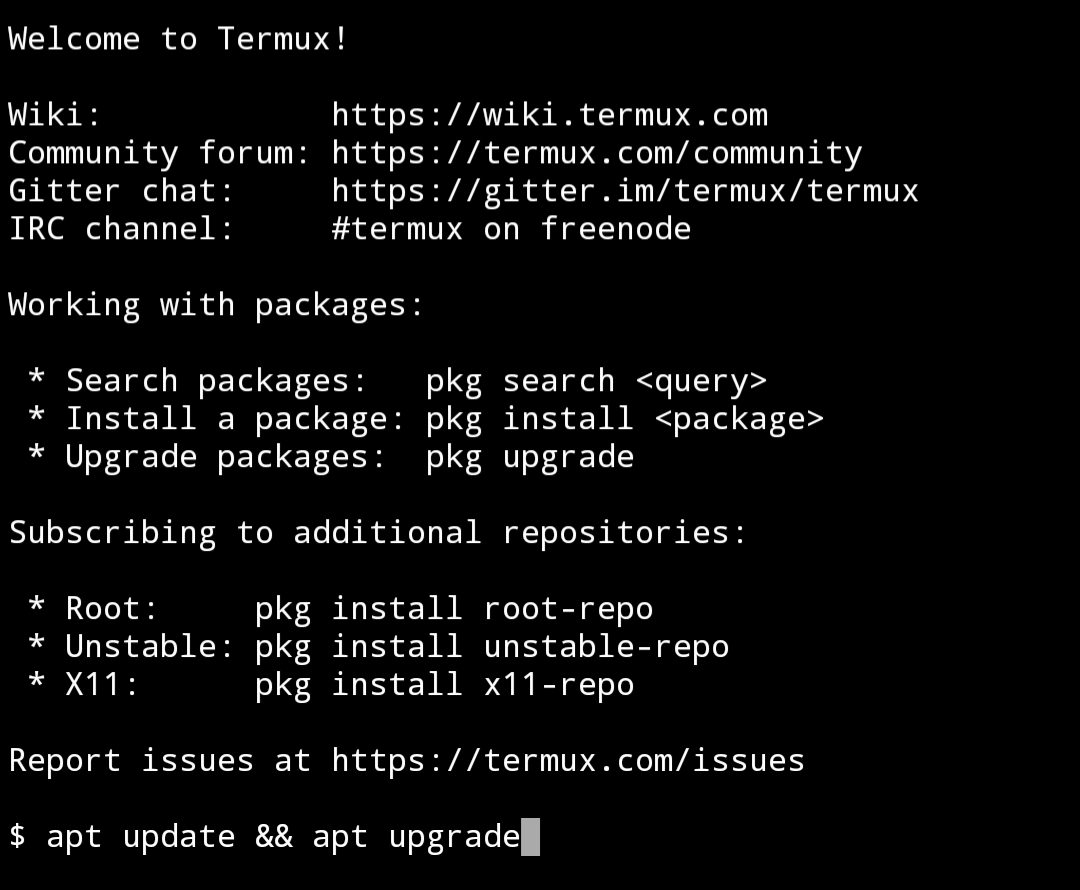 Welcome to Termux!
Wiki: https://wiki.termux.com
Community forum: https://termux.com/community
Gitter chat: https://gitter.im/termux/termux
IRC channel: #termux on freenode
Working with packages:
* Search packages: pkg search <query>
* Install a package: pkg install <package>
* Upgrade packages: pkg upgrade
Subscribing to additional repositories:
* Root: pkg install root-repo
* Unstable: pkg install unstable-repo
* X11: pkg install x11-repo
Report issues at https://termux.com/issues
$ apt update && apt upgrade